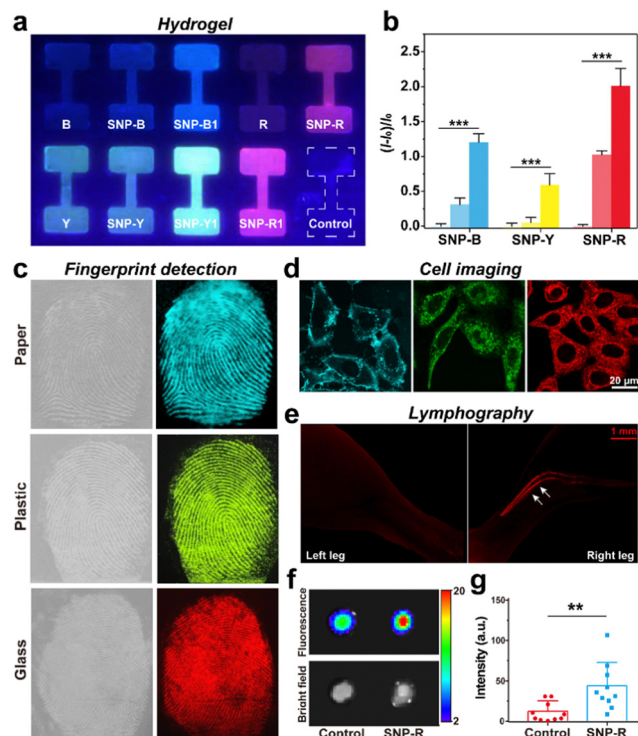 a
Hydrogel
B
SNP-B
SNP-B1
R
SNP-R
Y
SNP-Y
SNP-Y1
SNP-R1
Control
b
(I-I₀)/I₀
2.5
2.0
1.5
1.0
0.5
0.0
***
***
***
SNP-B
SNP-Y
SNP-R
c
Fingerprint detection
Paper
Plastic
Glass
d
Cell imaging
20 μm
e
Lymphography
1 mm
Left leg
Right leg
f
Fluorescence
Bright field
20
2
Control
SNP-R
g
Intensity (a.u.)
150
100
50
0
**
Control
SNP-R